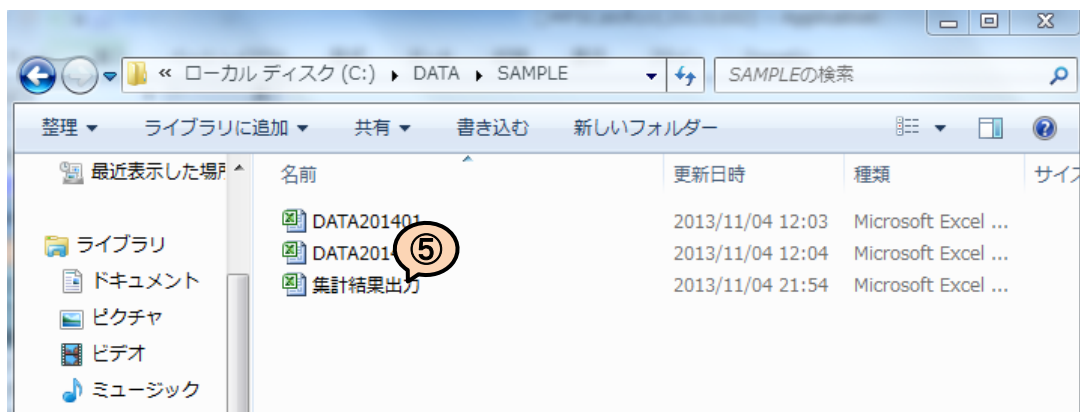 « ローカル ディスク (C:) ▸ DATA ▸ SAMPLE
SAMPLEの検索
整理 ▼ ライブラリに追加 ▼ 共有 ▼ 書き込む 新しいフォルダー
最近表示した場所
名前 更新日時 種類 サイズ
DATA201401 2013/11/04 12:03 Microsoft Excel ...
⑤
DATA2014 2013/11/04 12:04 Microsoft Excel ...
集計結果出力 2013/11/04 21:54 Microsoft Excel ...
ライブラリ
ドキュメント
ピクチャ
ビデオ
ミュージック